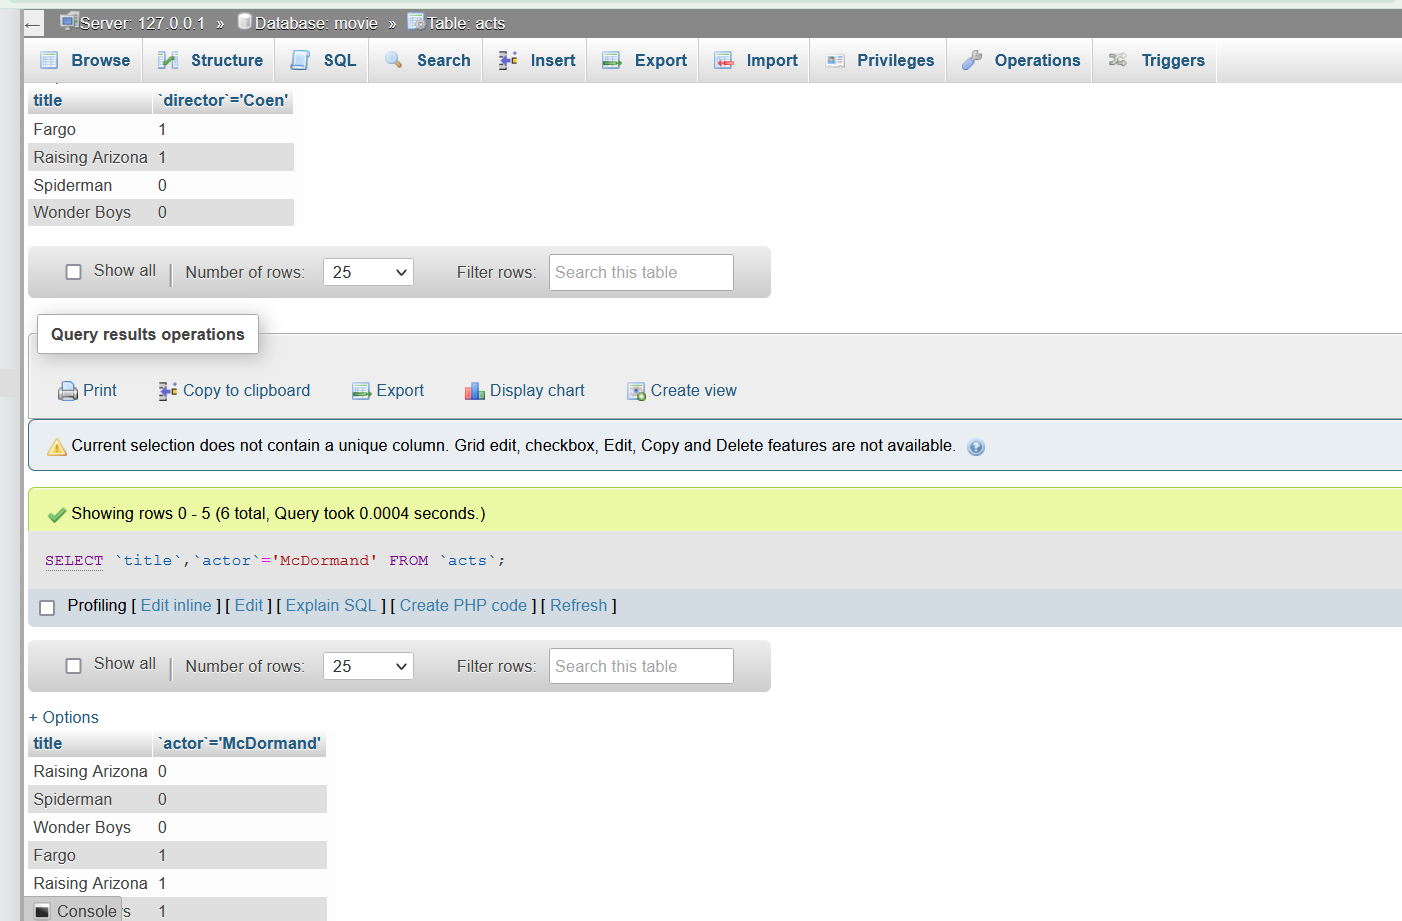 ← Server: 127.0.0.1 » Database: movie » Table: acts
Browse Structure SQL Search Insert Export Import Privileges Operations Triggers
title `director`='Coen'
Fargo 1
Raising Arizona 1
Spiderman 0
Wonder Boys 0
Show all | Number of rows: 25 Filter rows: Search this table
Query results operations
Print Copy to clipboard Export Display chart Create view
Current selection does not contain a unique column. Grid edit, checkbox, Edit, Copy and Delete features are not available.
Showing rows 0 - 5 (6 total, Query took 0.0004 seconds.)
SELECT `title`,`actor`='McDormand' FROM `acts`;
Profiling [ Edit inline ] [ Edit ] [ Explain SQL ] [ Create PHP code ] [ Refresh ]
Show all | Number of rows: 25 Filter rows: Search this table
+ Options
title `actor`='McDormand'
Raising Arizona 0
Spiderman 0
Wonder Boys 0
Fargo 1
Raising Arizona 1
Console s 1